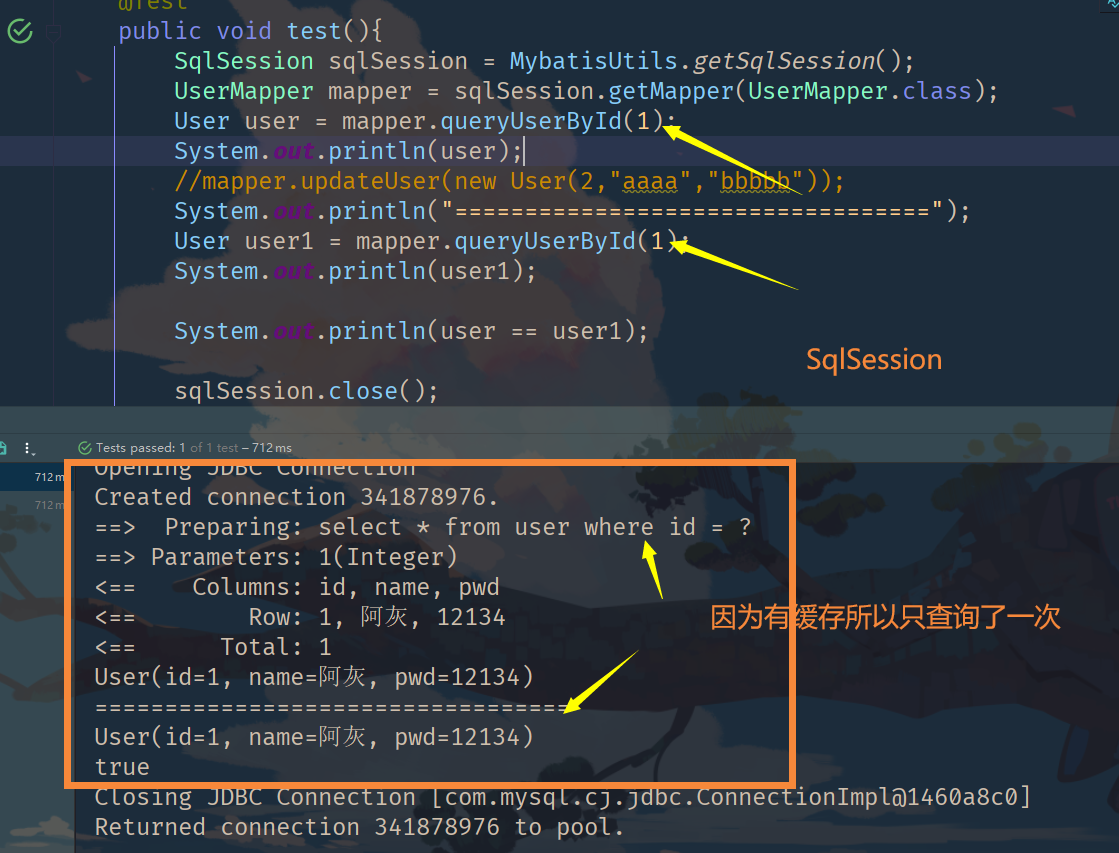 @Test
public void test(){
SqlSession sqlSession = MybatisUtils.getSqlSession();
UserMapper mapper = sqlSession.getMapper(UserMapper.class);
User user = mapper.queryUserById(1);
System.out.println(user);
//mapper.updateUser(new User(2,"aaaa","bbbbb"));
System.out.println("==================================");
User user1 = mapper.queryUserById(1);
System.out.println(user1);
System.out.println(user == user1);
SqlSession
sqlSession.close();
Tests passed: 1 of 1 test – 712 ms
712 m
Opening JDBC Connection
Created connection 341878976.
712 m
==>  Preparing: select * from user where id = ?
==> Parameters: 1(Integer)
<==    Columns: id, name, pwd
<==        Row: 1, 阿灰, 12134
因为有缓存所以只查询了一次
<==      Total: 1
User(id=1, name=阿灰, pwd=12134)
==================================
User(id=1, name=阿灰, pwd=12134)
true
Closing JDBC Connection [com.mysql.cj.jdbc.ConnectionImpl@1460a8c0]
Returned connection 341878976 to pool.